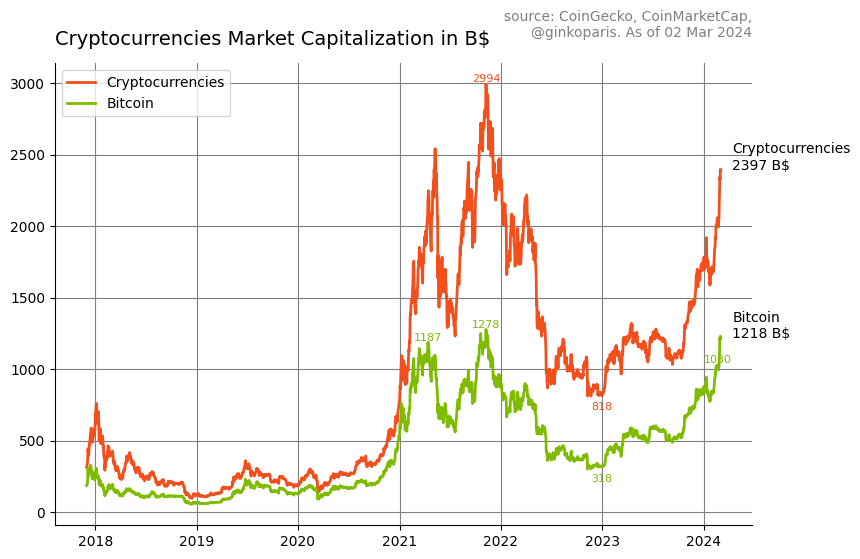 source: CoinGecko, CoinMarketCap,
@ginkoparis. As of 02 Mar 2024
Cryptocurrencies Market Capitalization in B$
Cryptocurrencies
Bitcoin
3000
2500
2000
1500
1000
500
0
2994
1187
1278
818
318
1030
Cryptocurrencies
2397 B$
Bitcoin
1218 B$
2018 2019 2020 2021 2022 2023 2024